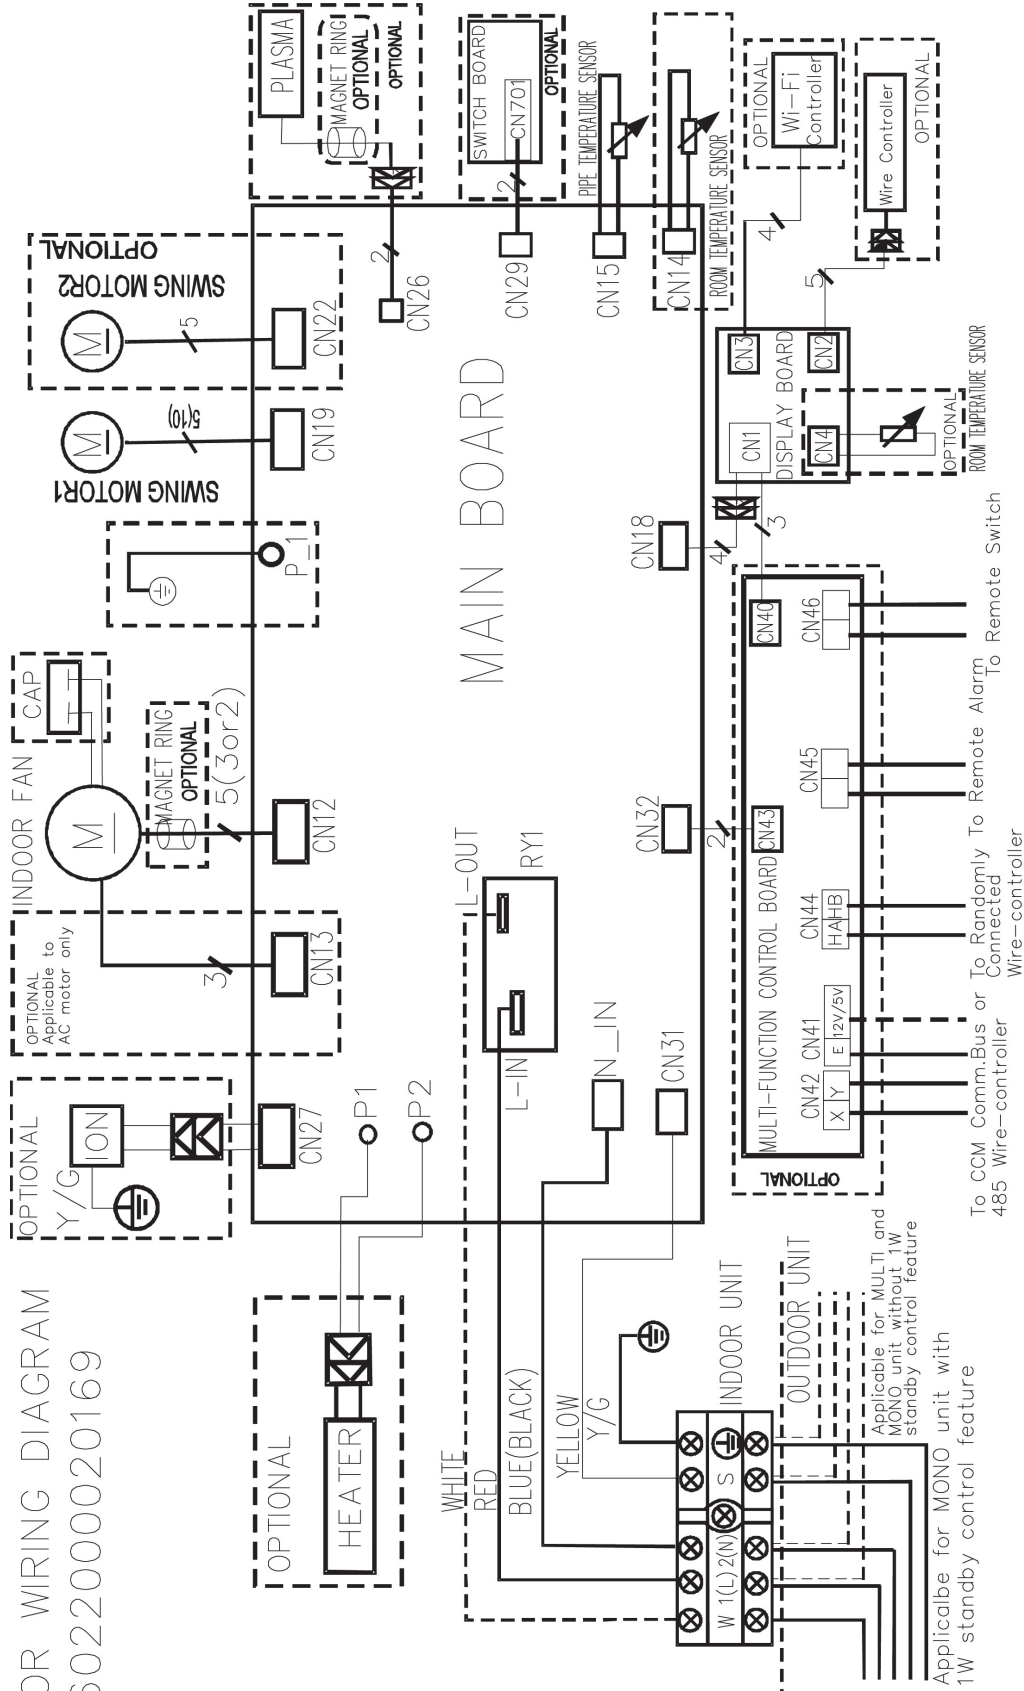 OR WIRING DIAGRAM
6022000020169
OPTIONAL
Y/G
ION
CN27
OPTIONAL
Applicable to
AC motor only
3
CN13
INDOOR FAN
M
CAP
MAGNET RING
OPTIONAL
5(3or2)
CN12
P_1
SWING MOTOR1
M
5(10)
CN19
SWING MOTOR2
OPTIONAL
M
5
CN22
PLASMA
MAGNET RING
OPTIONAL
OPTIONAL
2
CN26
SWITCH BOARD
CN701
OPTIONAL
2
CN29
PIPE TEMPERATURE SENSOR
CN15
CN14
ROOM TEMPERATURE SENSOR
OPTIONAL
Wi-Fi
Controller
4
Wire Controller
OPTIONAL
5
CN3
CN2
CN1
DISPLAY BOARD
CN4
OPTIONAL
ROOM TEMPERATURE SENSOR
MAIN BOARD
CN18
4
3
CN32
2
L-OUT
RY1
L-IN
N_IN
CN31
P1
P2
OPTIONAL
HEATER
WHITE
RED
BLUE(BLACK)
YELLOW
Y/G
INDOOR UNIT
OUTDOOR UNIT
W 1(L) 2(N) S
Applicable for MULTI and
MONO unit without 1W
standby control feature
Applicalbe for MONO unit with
1W standby control feature
OPTIONAL
MULTI-FUNCTION CONTROL BOARD
CN43
CN40
CN42
X Y
CN41
E 12V/5V
CN44
HA HB
CN45
CN46
To CCM Comm.Bus or
485 Wire-controller
To Randomly
Connected
Wire-controller
To Remote Alarm
To Remote Switch